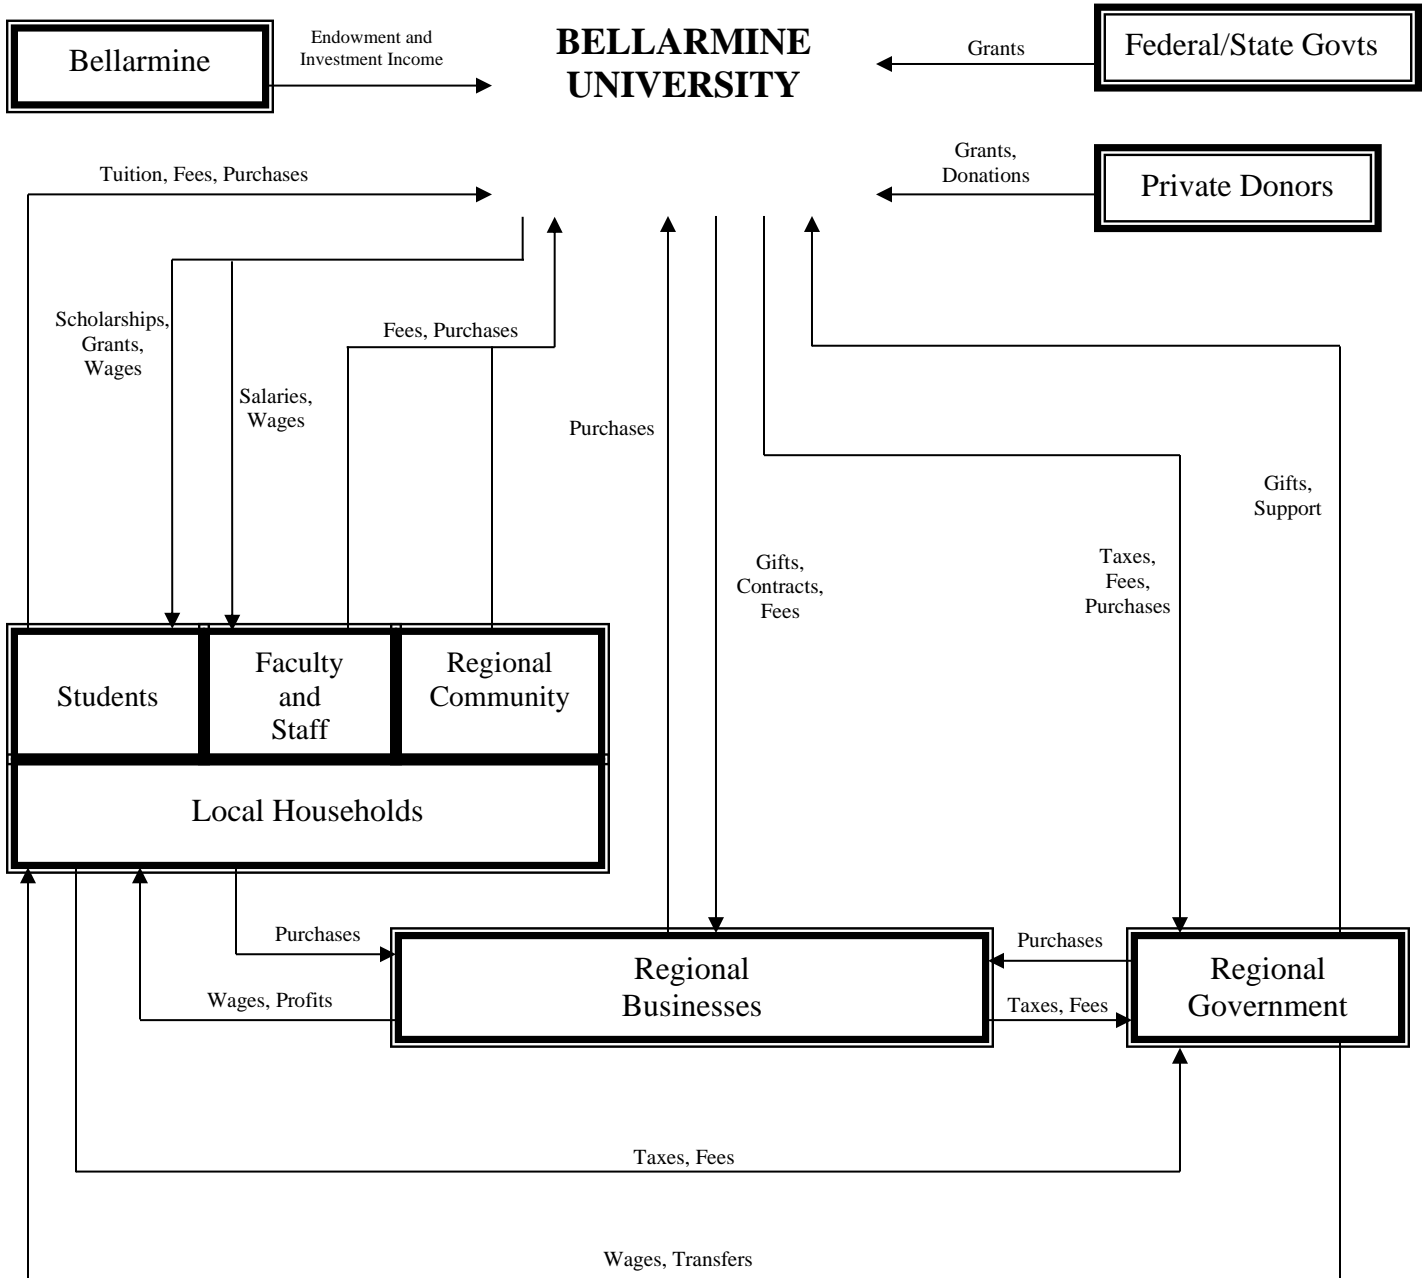 Bellarmine
Endowment and
Investment Income
BELLARMINE
UNIVERSITY
Grants
Federal/State Govts
Tuition, Fees, Purchases
Grants,
Donations
Private Donors
Scholarships,
Grants,
Wages
Salaries,
Wages
Fees, Purchases
Purchases
Gifts,
Contracts,
Fees
Taxes,
Fees,
Purchases
Gifts,
Support
Students
Faculty
and
Staff
Regional
Community
Local Households
Purchases
Wages, Profits
Regional
Businesses
Purchases
Taxes, Fees
Regional
Government
Taxes, Fees
Wages, Transfers